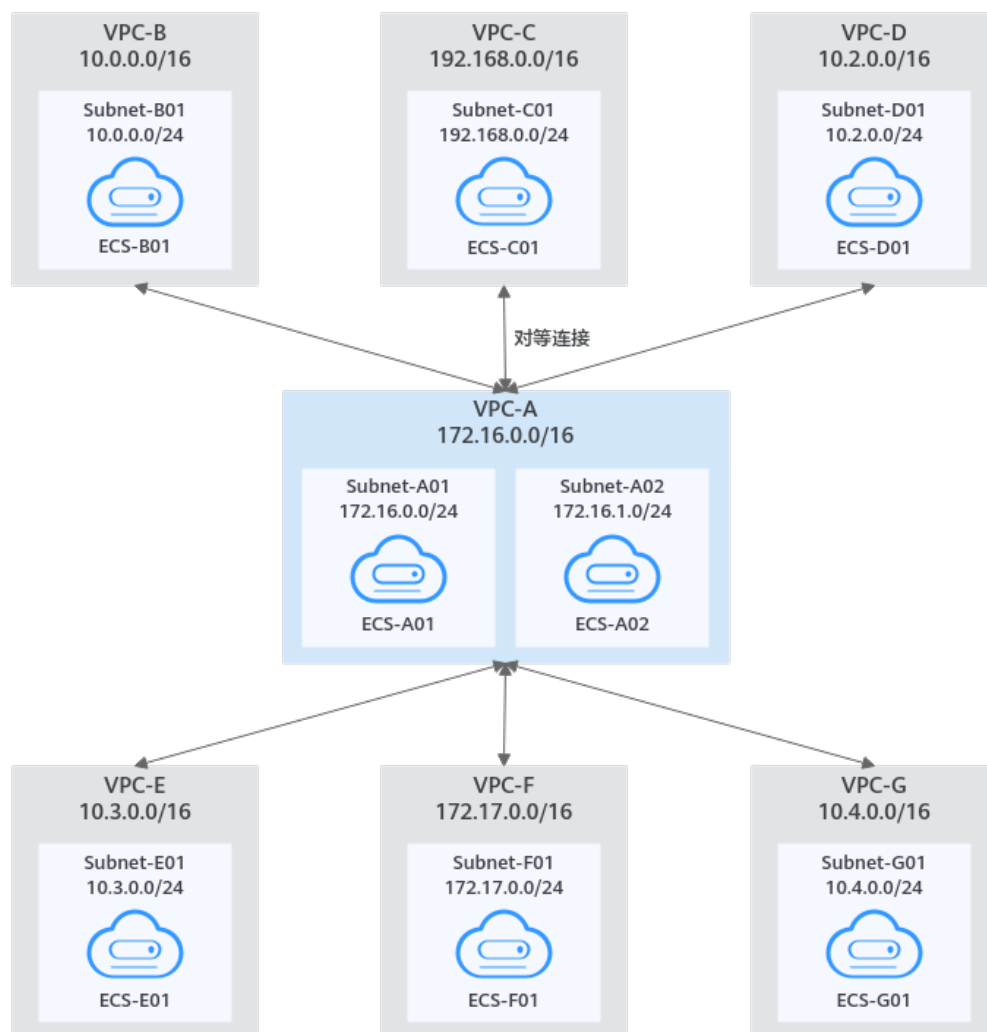 VPC-B
10.0.0.0/16
Subnet-B01
10.0.0.0/24
ECS-B01
VPC-C
192.168.0.0/16
Subnet-C01
192.168.0.0/24
ECS-C01
VPC-D
10.2.0.0/16
Subnet-D01
10.2.0.0/24
ECS-D01
对等连接
VPC-A
172.16.0.0/16
Subnet-A01
172.16.0.0/24
ECS-A01
Subnet-A02
172.16.1.0/24
ECS-A02
VPC-E
10.3.0.0/16
Subnet-E01
10.3.0.0/24
ECS-E01
VPC-F
172.17.0.0/16
Subnet-F01
172.17.0.0/24
ECS-F01
VPC-G
10.4.0.0/16
Subnet-G01
10.4.0.0/24
ECS-G01